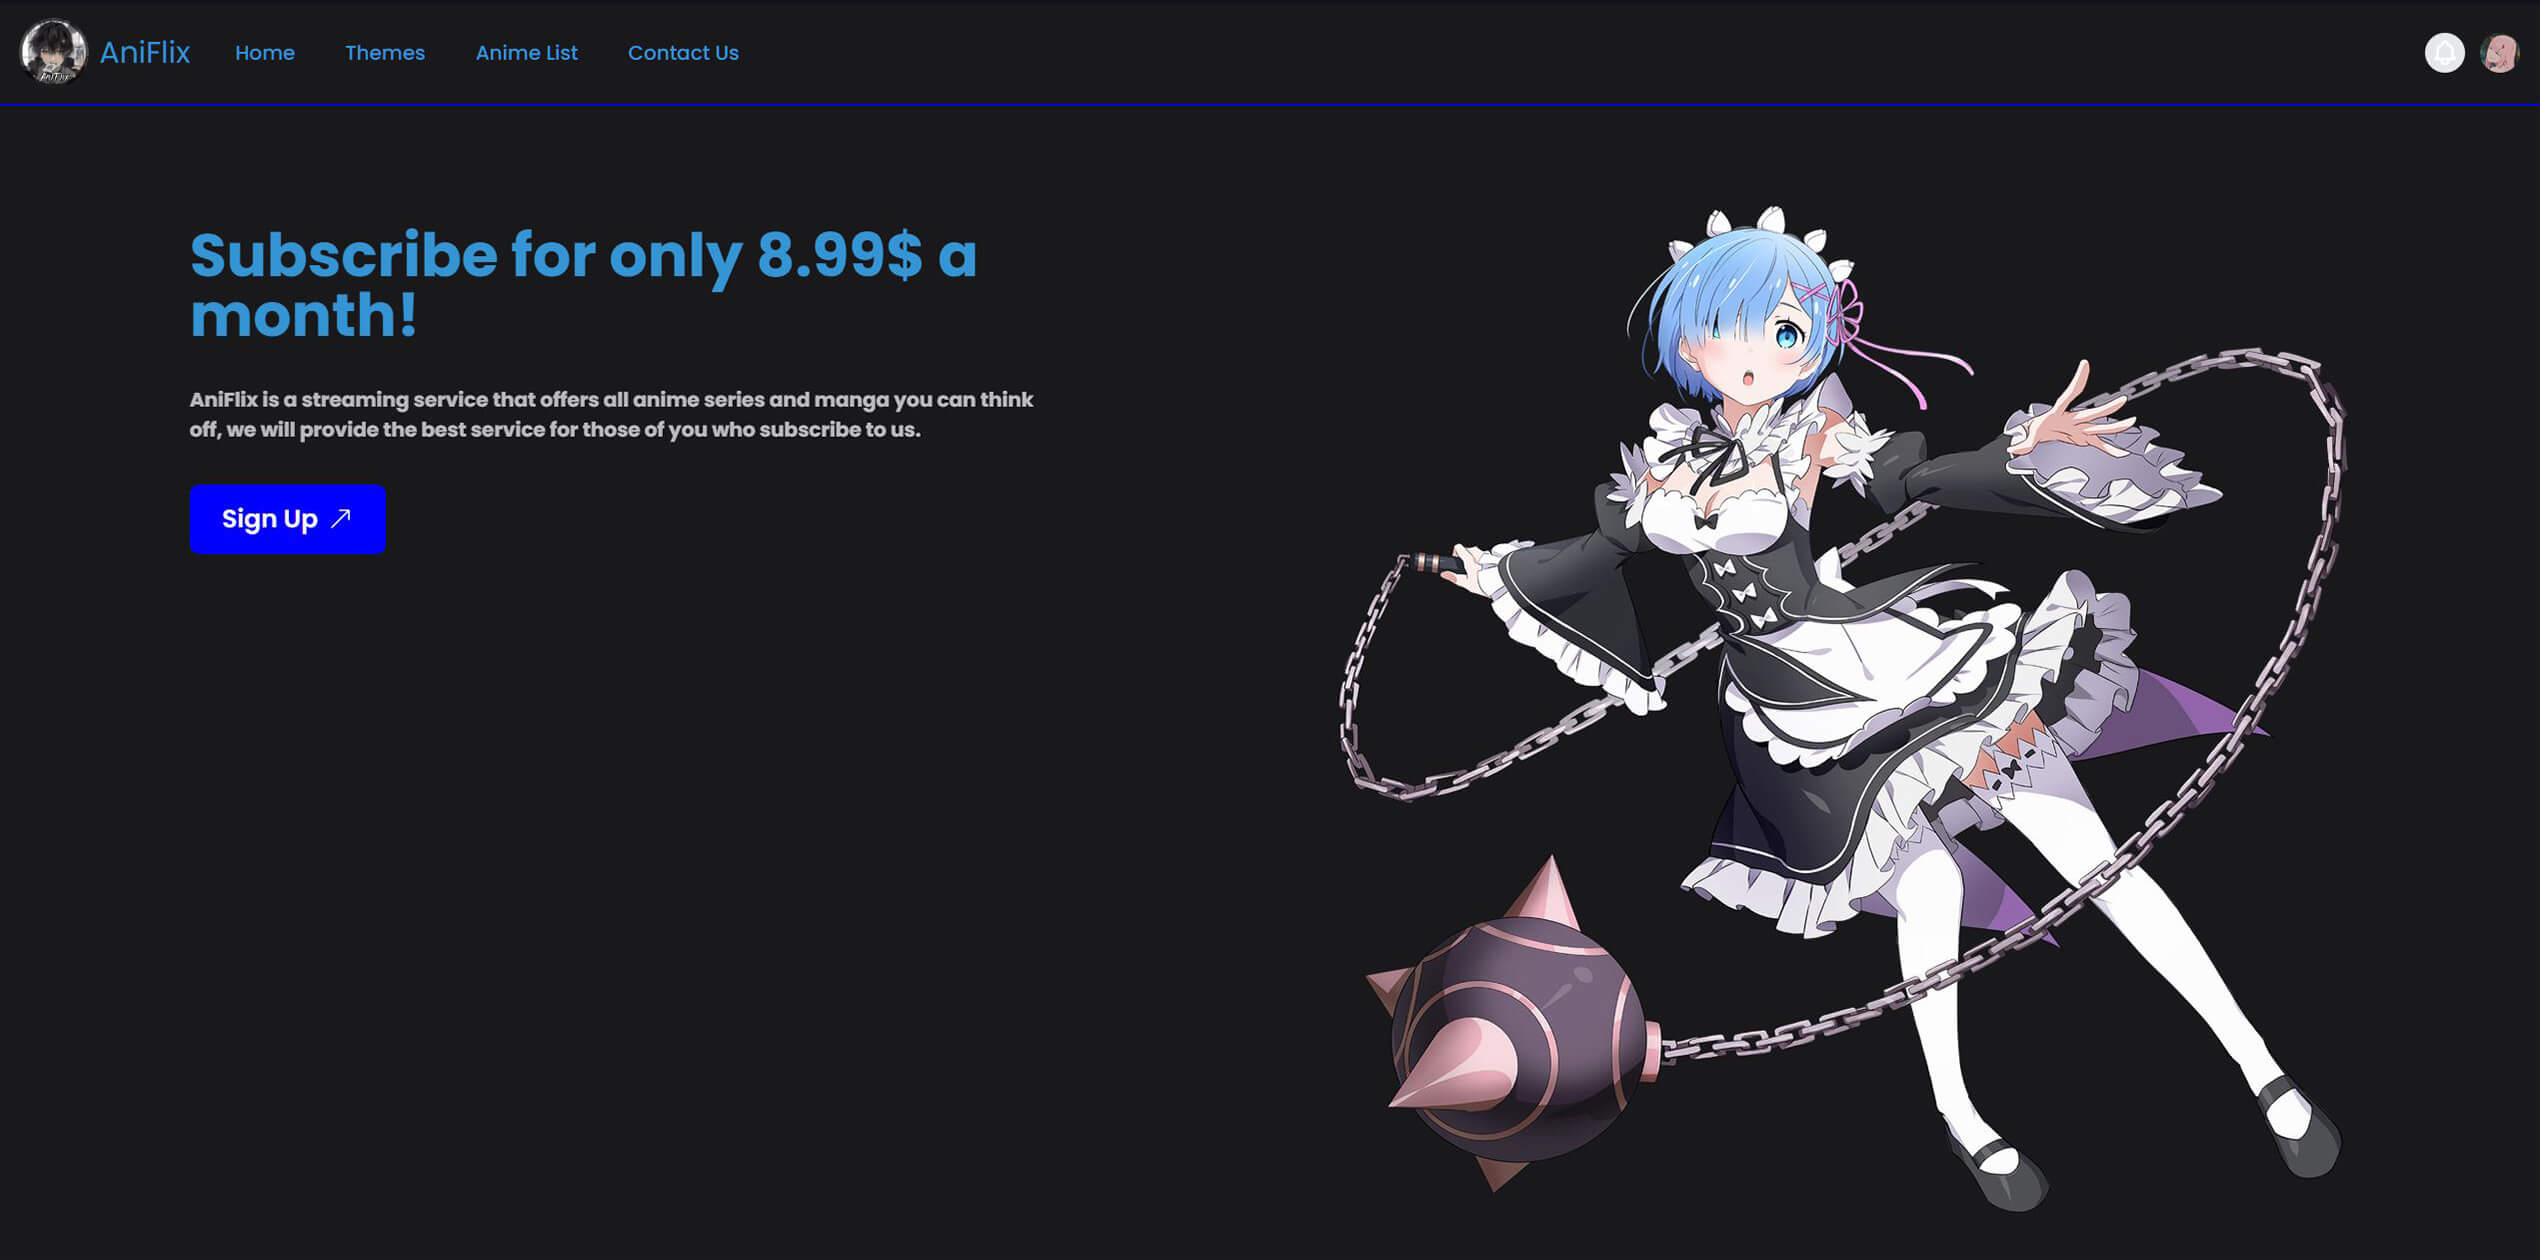 AniFlix
AniFlix
Home
Themes
Anime List
Contact Us
Subscribe for only 8.99$ a
month!
AniFlix is a streaming service that offers all anime series and manga you can think
off, we will provide the best service for those of you who subscribe to us.
Sign Up